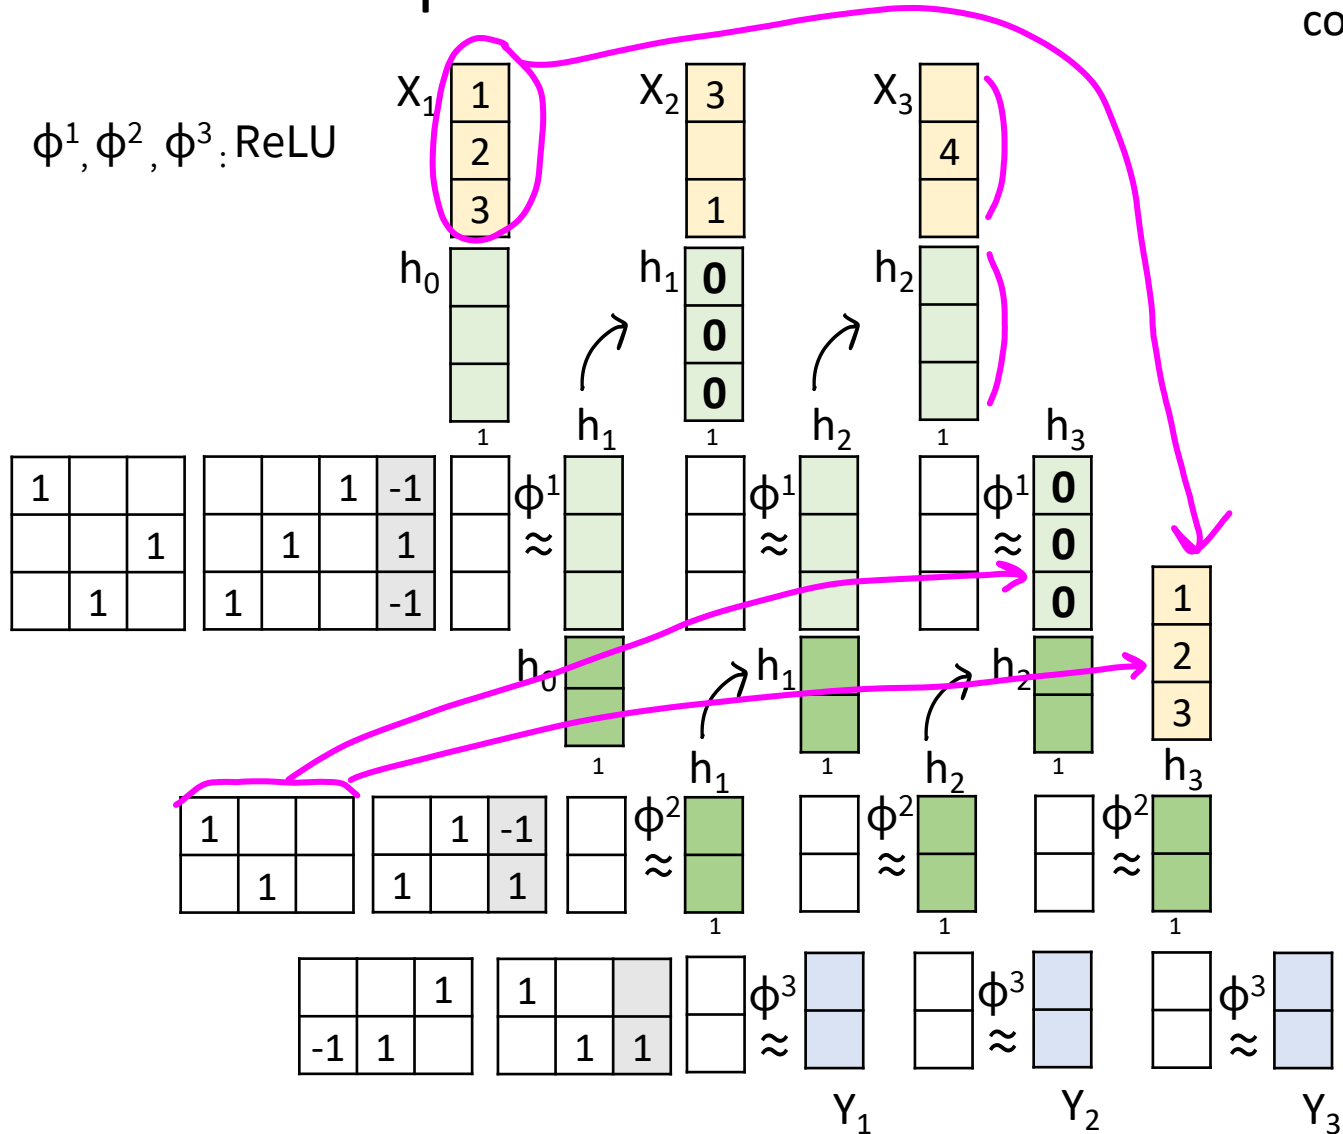 co
X1 1 X2 3 X3
ϕ1, ϕ2, ϕ3: ReLU
2 4
3 1
h0 h1 0 h2
0
0
1 h1 1 h2 1 h3
1 1 -1 ϕ1 ≈ ϕ1 ≈ ϕ1 ≈ 0
1 1 1 0
1 1 -1 0 1
h0 h1 h2 2
3
1 h1 1 h2 1 h3
1 1 -1 ϕ2 ≈ ϕ2 ≈ ϕ2 ≈
1 1 1
1 1 1
1 1 ϕ3 ≈ ϕ3 ≈ ϕ3 ≈
-1 1 1 1
Y1 Y2 Y3